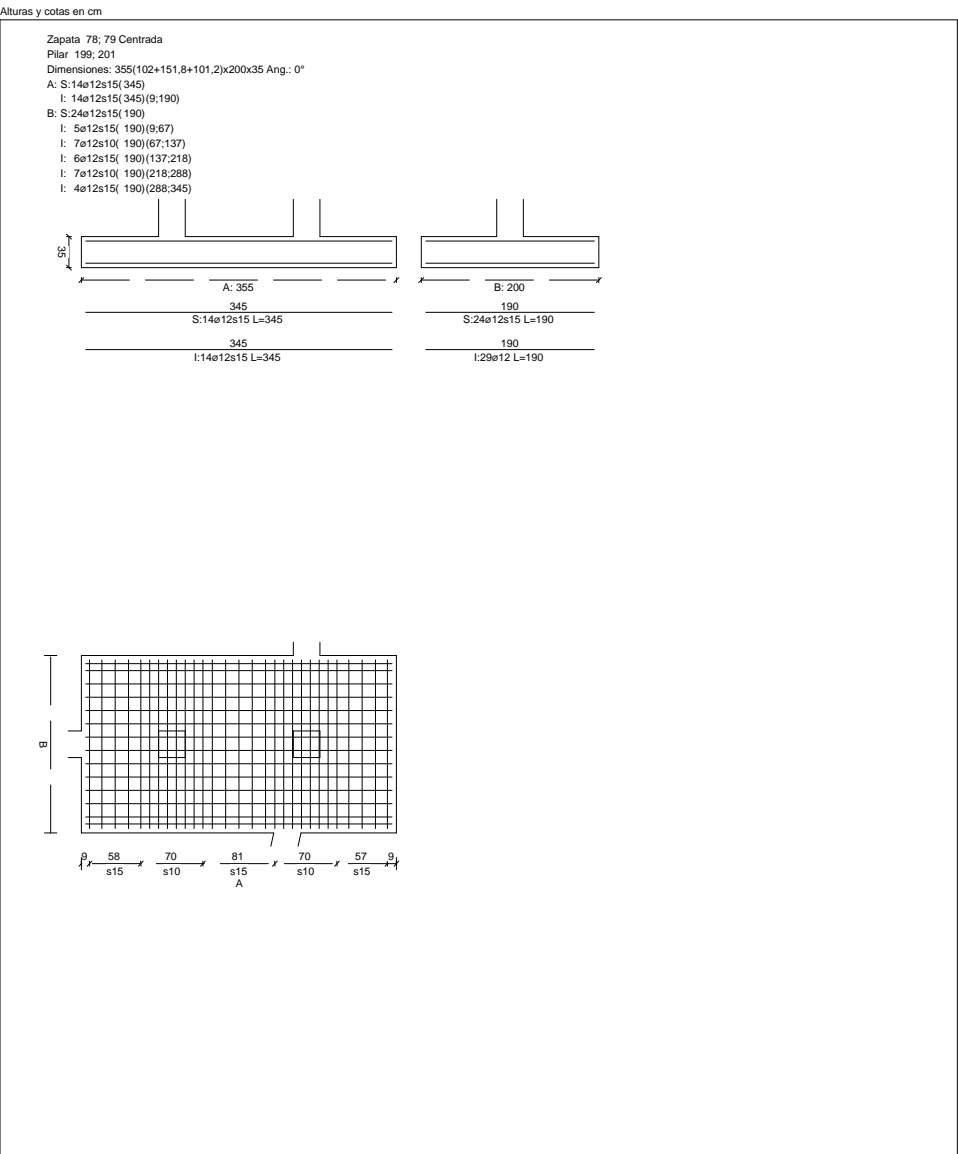 Alturas y cotas en cm
Zapata 78; 79 Centrada
Pilar 199; 201
Dimensiones: 355(102+151,8+101,2)x200x35 Ang.: 0°
A: S:14ø12s15(345)
I: 14ø12s15(345)(9;190)
B: S:24ø12s15(190)
I: 5ø12s15( 190)(9;67)
I: 7ø12s10( 190)(67;137)
I: 6ø12s15( 190)(137;218)
I: 7ø12s10( 190)(218;288)
I: 4ø12s15( 190)(288;345)
35
A: 355
B: 200
345
S:14ø12s15 L=345
190
S:24ø12s15 L=190
345
I:14ø12s15 L=345
190
I:29ø12 L=190
B
9 58 70 81 70 57 9
s15 s10 s15 s10 s15
A